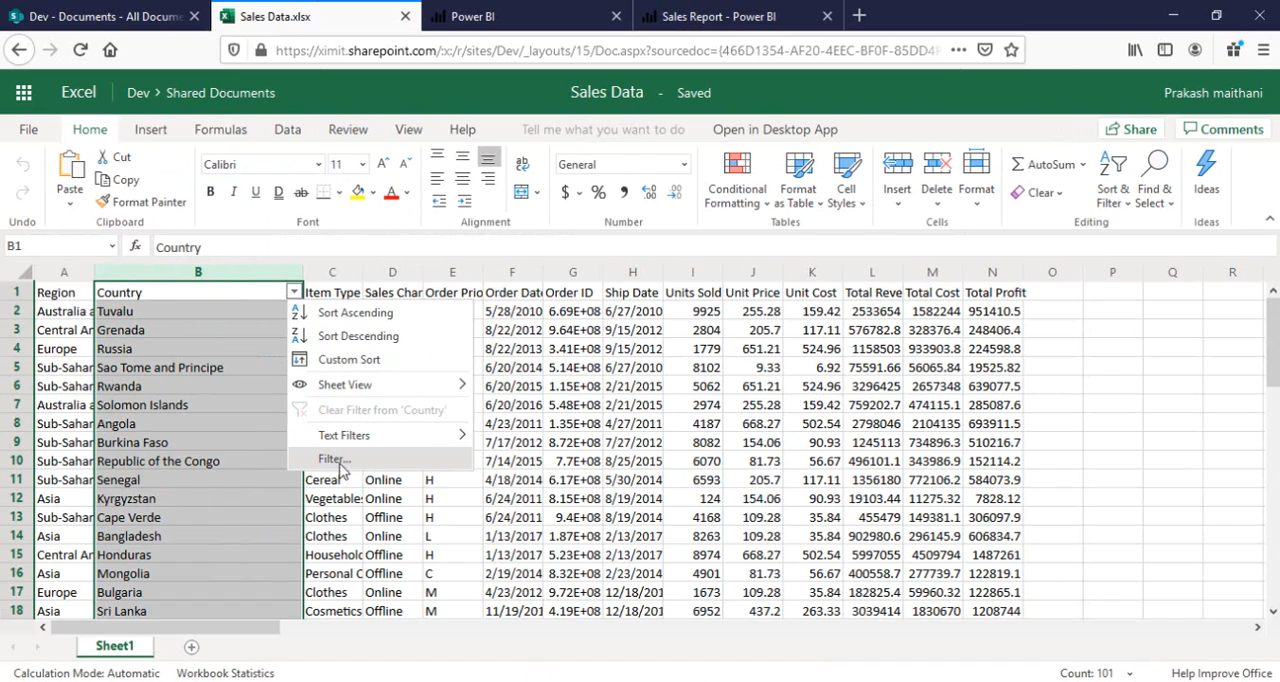 Dev - Documents - All Docume
Sales Data.xlsx
Power BI
Sales Report - Power BI
https://ximit.sharepoint.com/:x:/r/sites/Dev/_layouts/15/Doc.aspx?sourcedoc={466D1354-AF20-4EEC-BF0F-85DD4F
Excel Dev > Shared Documents Sales Data - Saved Prakash maithani
File Home Insert Formulas Data Review View Help Tell me what you want to do Open in Desktop App Share Comments
Paste Cut Copy Format Painter
Calibri 11 General
B I U D ab A $ % , .00 .00
Conditional Formatting Format as Table Cell Styles Insert Delete Format AutoSum Clear Sort & Filter Find & Select Ideas
Undo Clipboard Font Alignment Number Tables Cells Editing Ideas
B1 fx Country
A B C D E F G H I J K L M N O P Q R
1 Region Country Item Type Sales Chan Order Prio Order Date Order ID Ship Date Units Sold Unit Price Unit Cost Total Reve Total Cost Total Profit
2 Australia a Tuvalu 5/28/2010 6.69E+08 6/27/2010 9925 255.28 159.42 2533654 1582244 951410.5
3 Central Am Grenada 8/22/2012 9.64E+08 9/15/2012 2804 205.7 117.11 576782.8 328376.4 248406.4
4 Europe Russia 8/22/2013 3.41E+08 9/15/2012 1779 651.21 524.96 1158503 933903.8 224598.8
5 Sub-Sahar Sao Tome and Principe 6/20/2014 5.14E+08 6/27/2012 8102 9.33 6.92 75591.66 56065.84 19525.82
6 Sub-Sahar Rwanda 6/20/2015 1.15E+08 2/21/2015 5062 651.21 524.96 3296425 2657348 639077.5
7 Australia a Solomon Islands 6/20/2016 5.48E+08 2/21/2015 2974 255.28 159.42 759202.7 474115.1 285087.6
8 Sub-Sahar Angola 4/23/2011 1.35E+08 4/27/2011 4187 668.27 502.54 2798046 2104115 693911.5
9 Sub-Sahar Burkina Faso 7/17/2012 8.72E+08 7/27/2012 8082 154.06 90.93 1245113 734896.3 510216.7
10 Sub-Sahar Republic of the Congo 7/14/2015 7.7E+08 8/25/2015 6070 81.73 56.67 496101.1 343986.9 152114.2
11 Sub-Sahar Senegal Cereal Online H 4/18/2014 6.17E+08 5/30/2014 6593 205.7 117.11 1356180 772106.2 584073.9
12 Asia Kyrgyzstan Vegetables Online H 6/24/2011 8.15E+08 8/19/2014 124 154.06 90.93 19103.44 11275.32 7828.12
13 Sub-Sahar Cape Verde Clothes Offline H 6/24/2011 9.4E+08 8/19/2014 4168 109.28 35.84 455479 149381.1 306097.9
14 Asia Bangladesh Clothes Online L 1/13/2017 1.87E+08 2/13/2017 8263 109.28 35.84 902980.6 296145.9 606834.7
15 Central Am Honduras Household Offline H 1/13/2017 5.23E+08 2/13/2017 8974 668.27 502.54 5997055 4509794 1487261
16 Asia Mongolia Personal C Offline C 2/19/2014 8.32E+08 2/23/2014 4901 81.73 56.67 400558.7 277739.7 122819.1
17 Europe Bulgaria Clothes Online M 4/23/2012 9.72E+08 12/18/201 1673 109.28 35.84 182825.4 59960.32 122865.1
18 Asia Sri Lanka Cosmetics Offline M 11/19/201 4.19E+08 12/18/201 6952 437.2 263.33 3039414 1830670 1208744
Sort Ascending
Sort Descending
Custom Sort
Sheet View
Clear Filter from 'Country'
Text Filters
Filter...
Sheet1
Calculation Mode: Automatic Workbook Statistics Count: 101 Help Improve Office